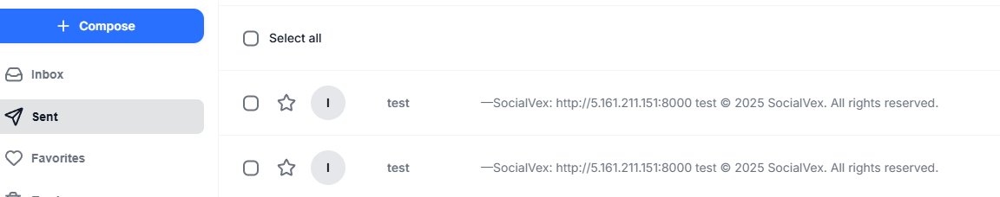 Compose
Select all
Inbox
I test —SocialVex: http://5.161.211.151:8000 test © 2025 SocialVex. All rights reserved.
Sent
Favorites
I test —SocialVex: http://5.161.211.151:8000 test © 2025 SocialVex. All rights reserved.